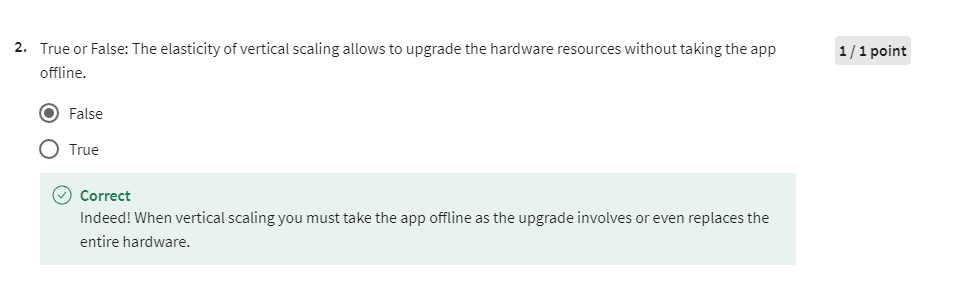 2. True or False: The elasticity of vertical scaling allows to upgrade the hardware resources without taking the app
offline.
1 / 1 point
False
True
Correct
Indeed! When vertical scaling you must take the app offline as the upgrade involves or even replaces the
entire hardware.